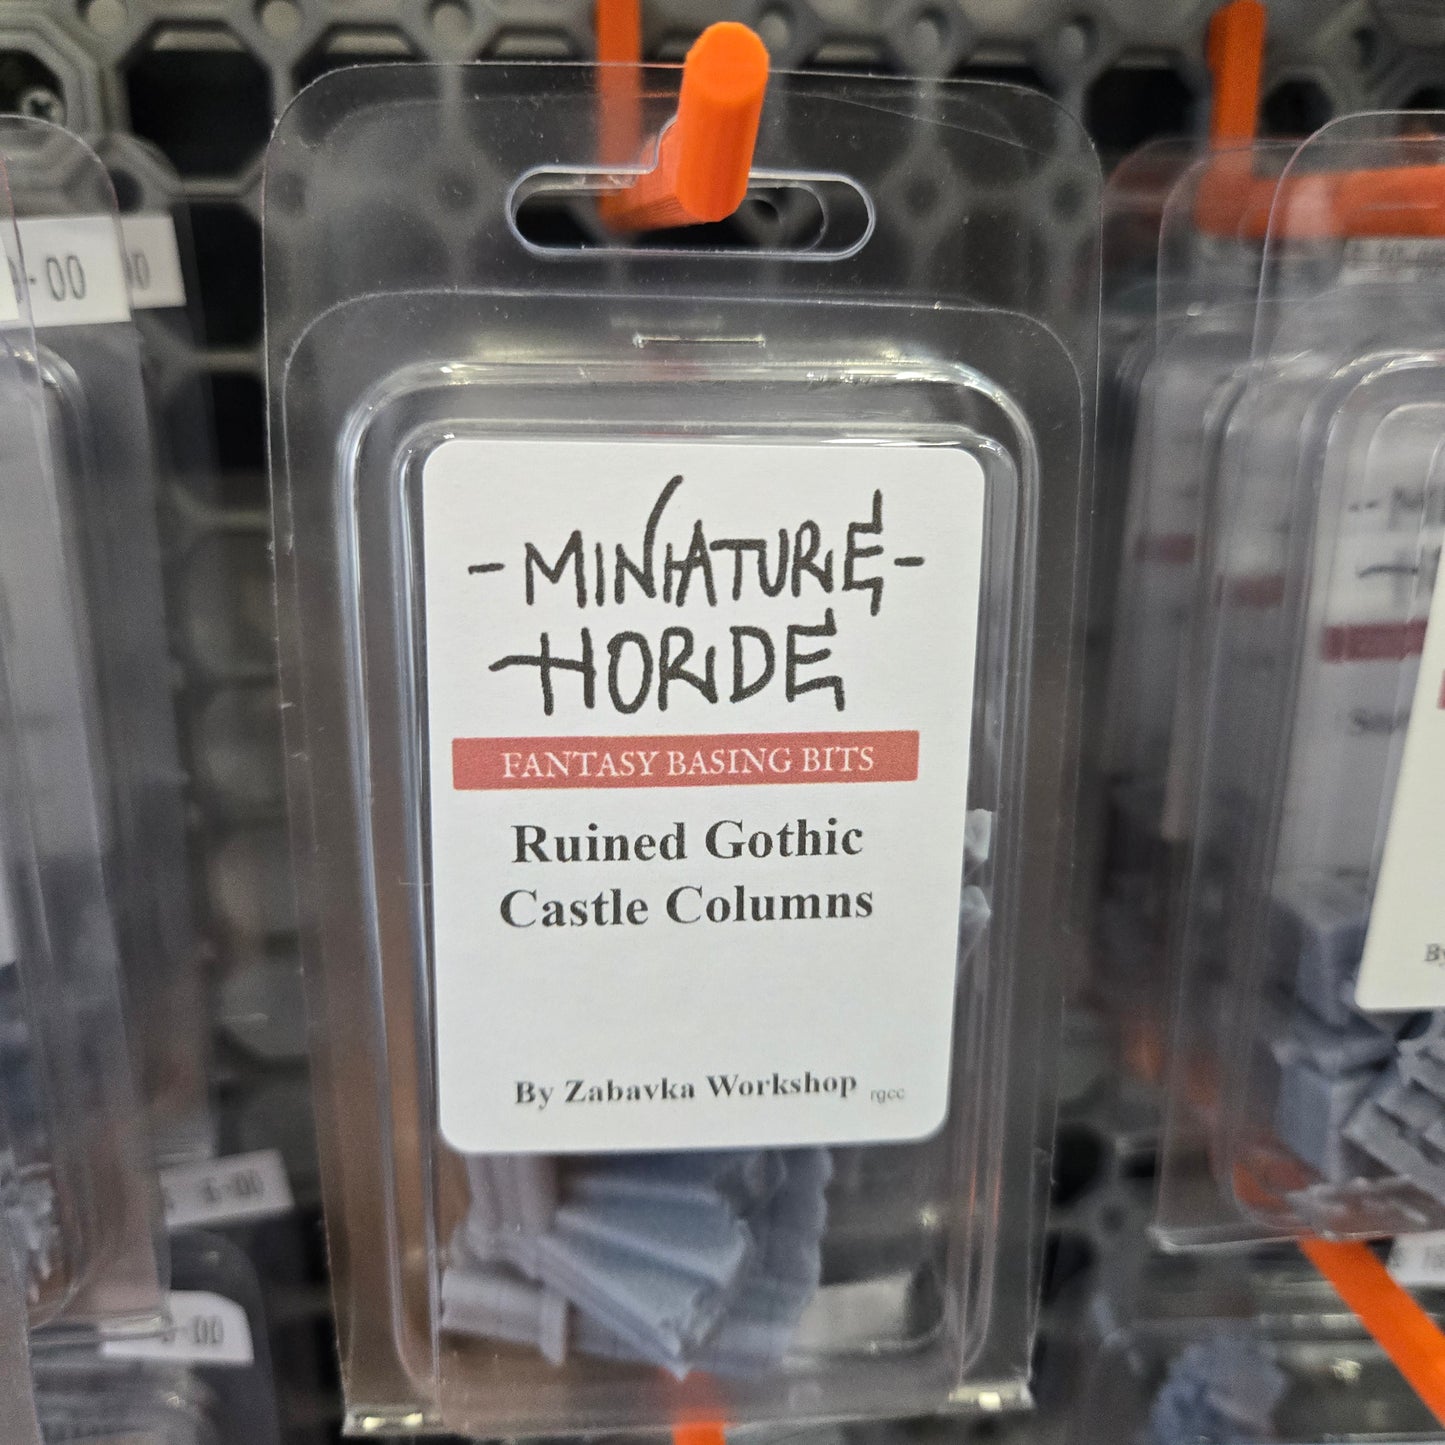 -MINIATURE-
HORDE
FANTASY BASING BITS
Ruined Gothic
Castle Columns
By Zabavka Workshop rgcc